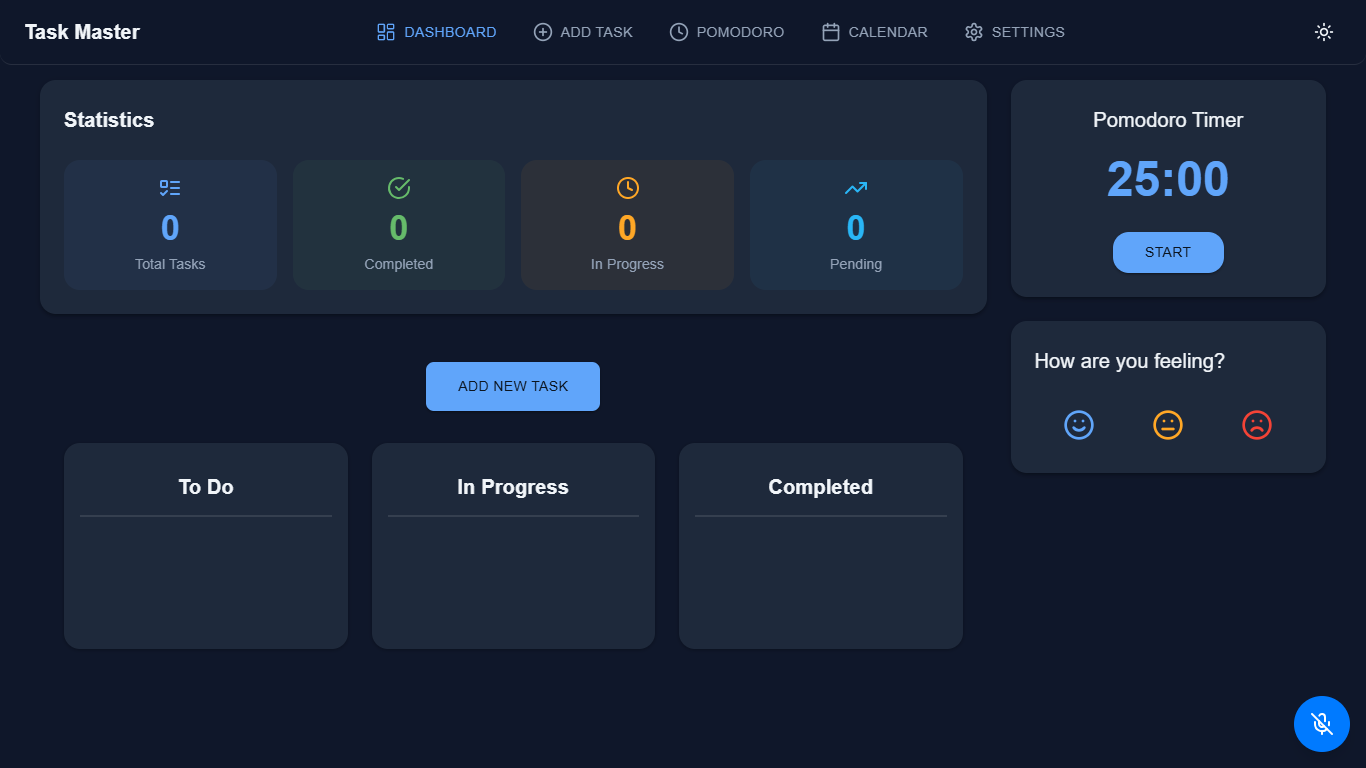 Task Master
DASHBOARD
ADD TASK
POMODORO
CALENDAR
SETTINGS
Statistics
0
Total Tasks
0
Completed
0
In Progress
0
Pending
Pomodoro Timer
25:00
START
How are you feeling?
ADD NEW TASK
To Do
In Progress
Completed